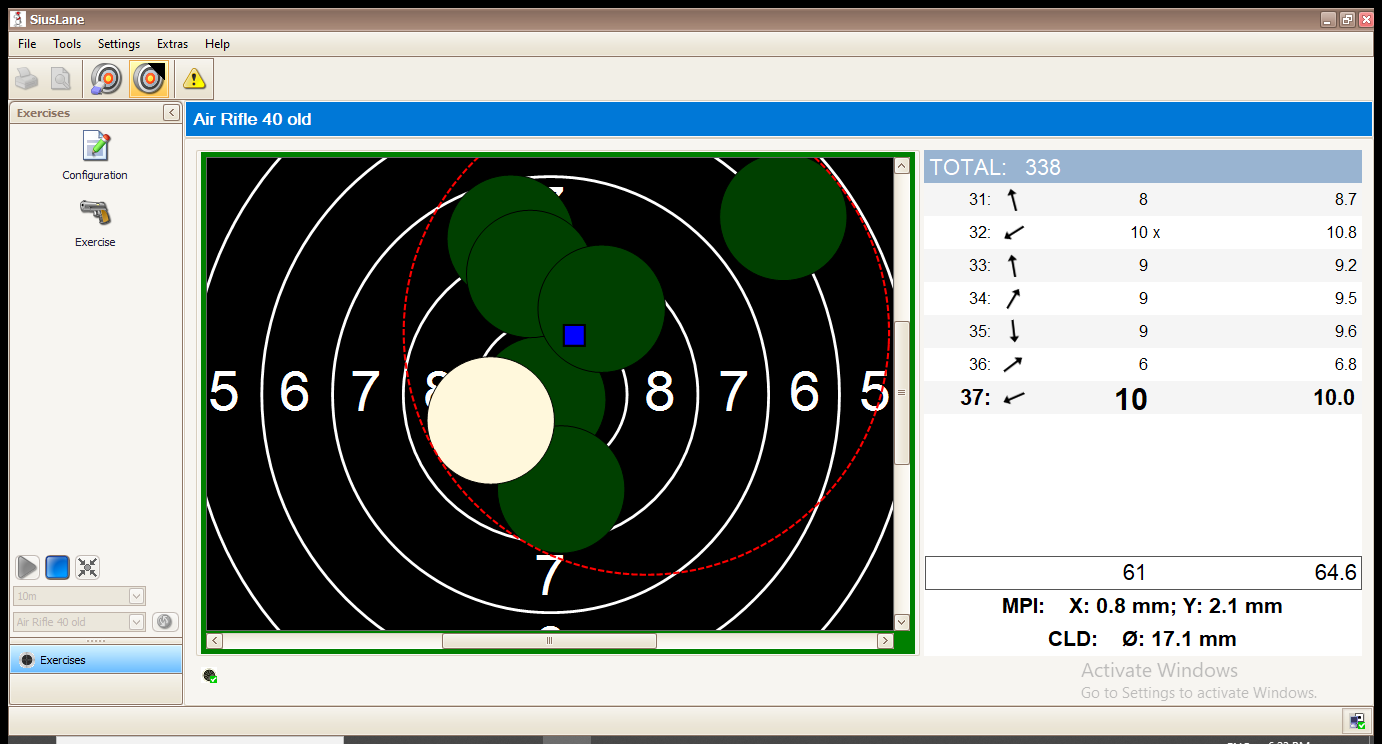 SiusLane
File Tools Settings Extras Help
Exercises
Configuration
Exercise
10m
Air Rifle 40 old
Exercises
Air Rifle 40 old
5 6 7 8 8 7 6 5
7
TOTAL: 338
31: 8 8.7
32: 10 x 10.8
33: 9 9.2
34: 9 9.5
35: 9 9.6
36: 6 6.8
37: 10 10.0
61 64.6
MPI: X: 0.8 mm; Y: 2.1 mm
CLD: Ø: 17.1 mm
Activate Windows
Go to Settings to activate Windows.